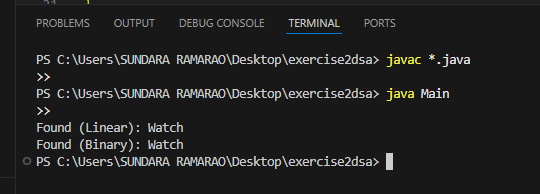 PROBLEMS OUTPUT DEBUG CONSOLE TERMINAL PORTS
PS C:\Users\SUNDARA RAMARAO\Desktop\exercise2dsa> javac *.java
>>
PS C:\Users\SUNDARA RAMARAO\Desktop\exercise2dsa> java Main
>>
Found (Linear): Watch
Found (Binary): Watch
PS C:\Users\SUNDARA RAMARAO\Desktop\exercise2dsa>